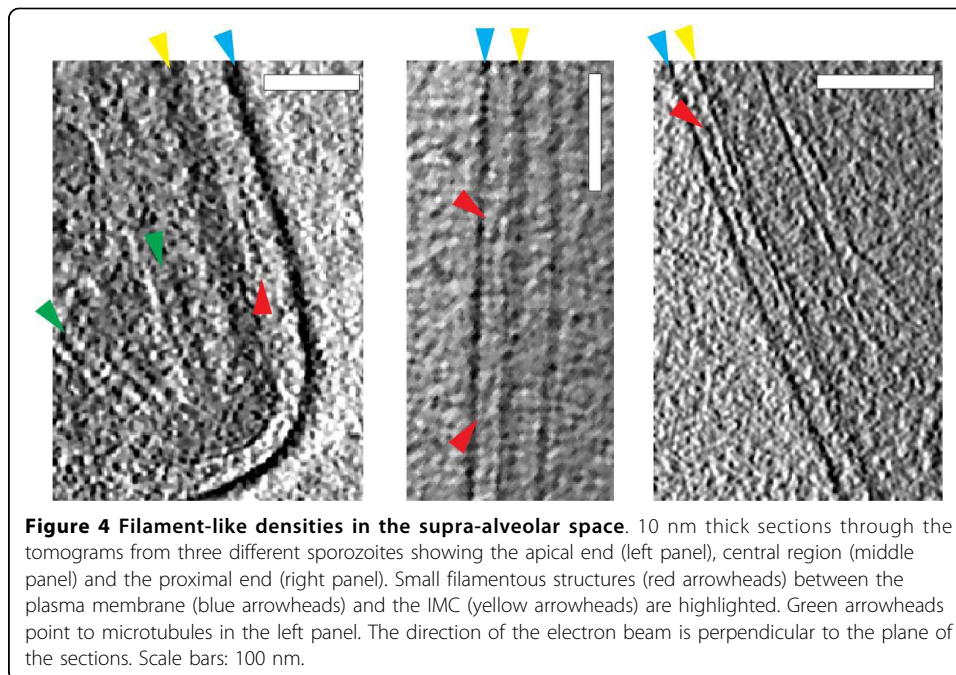 Figure 4 Filament-like densities in the supra-alveolar space. 10 nm thick sections through the
tomograms from three different sporozoites showing the apical end (left panel), central region (middle
panel) and the proximal end (right panel). Small filamentous structures (red arrowheads) between the
plasma membrane (blue arrowheads) and the IMC (yellow arrowheads) are highlighted. Green arrowheads
point to microtubules in the left panel. The direction of the electron beam is perpendicular to the plane of
the sections. Scale bars: 100 nm.